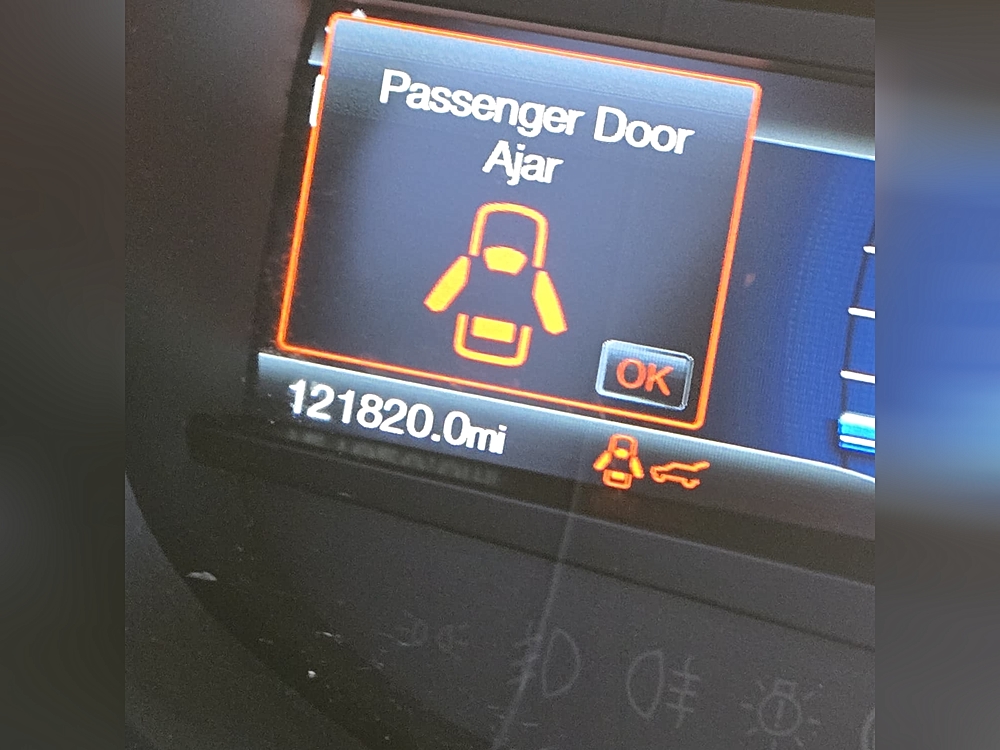 Passenger Door
Ajar
OK
121820.0mi